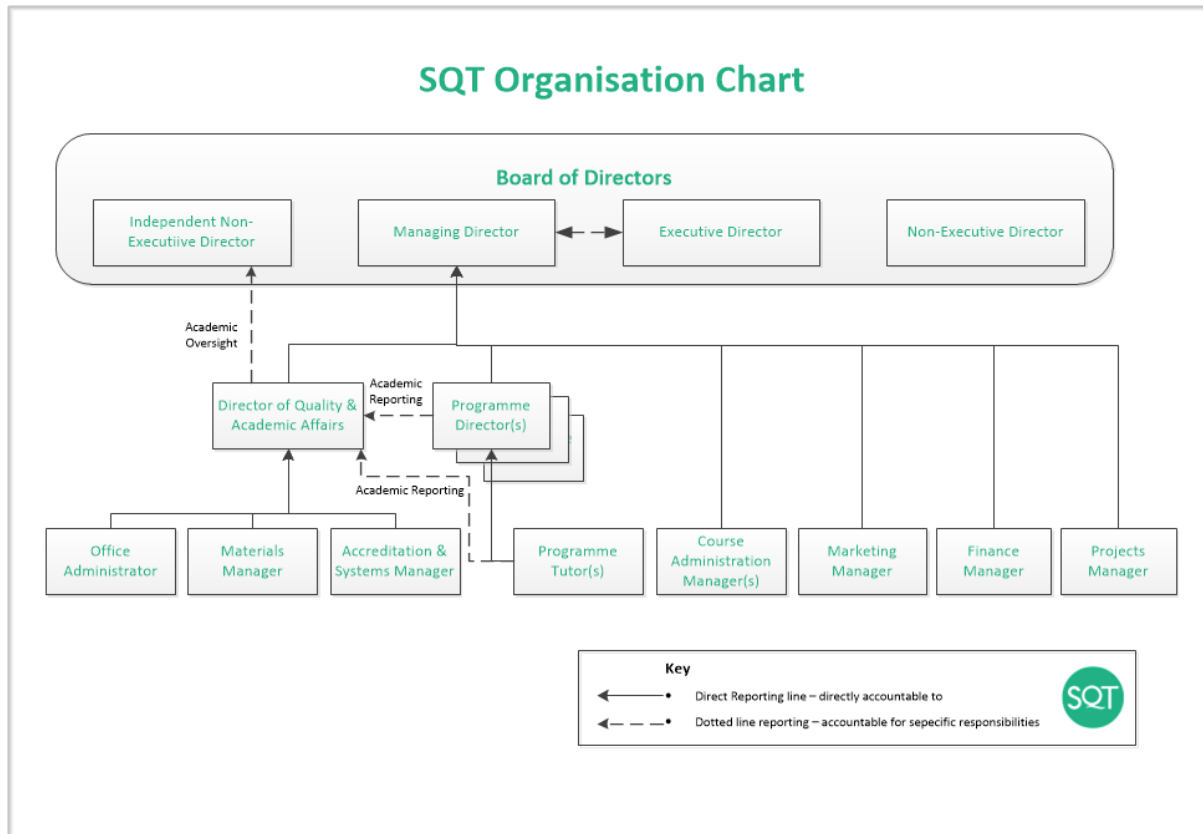 SQT Organisation Chart
Board of Directors
Independent Non-
Executiive Director
Managing Director
Executive Director
Non-Executive Director
Academic
Oversight
Director of Quality &
Academic Affairs
Academic
Reporting
Programme
Director(s)
Academic Reporting
Office
Administrator
Materials
Manager
Accreditation &
Systems Manager
Programme
Tutor(s)
Course
Administration
Manager(s)
Marketing
Manager
Finance
Manager
Projects
Manager
Key
Direct Reporting line – directly accountable to
Dotted line reporting – accountable for sepecific responsibilities
SQT